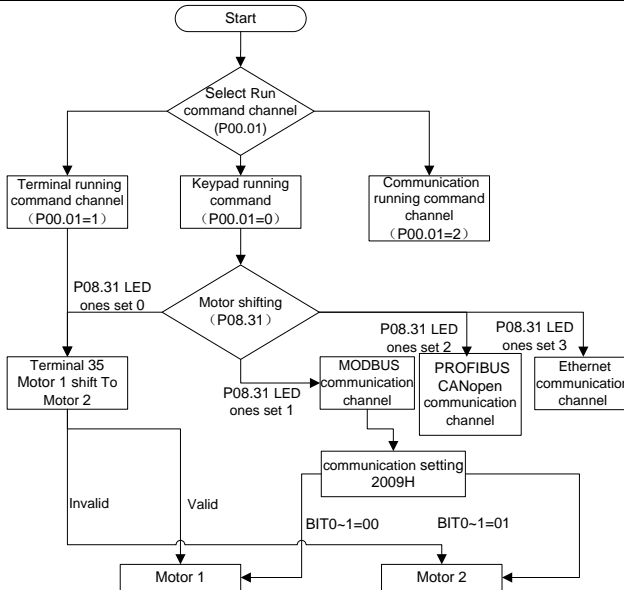 Start
Select Run
command channel
(P00.01)
Terminal running
command channel
（P00.01=1）
Keypad running
command
（P00.01=0）
Communication
running command
channel
（P00.01=2）
P08.31 LED
ones set 0
Motor shifting
（P08.31）
P08.31 LED
ones set 2
P08.31 LED
ones set 3
Terminal 35
Motor 1 shift To
Motor 2
P08.31 LED
ones set 1
MODBUS
communication
channel
PROFIBUS
CANopen
communication
channel
Ethernet
communication
channel
communication setting
2009H
Invalid
Valid
BIT0~1=00
BIT0~1=01
Motor 1
Motor 2